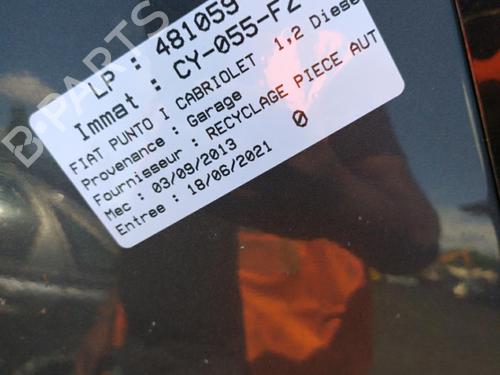 LP : 481059
Immat : CY-055-FZ
FIAT PUNTO I CABRIOLET 1,2 Diese
Provenance : Garage
Fournisseur : RECYCLAGE PIECE AUT
Mec : 03/09/2013
Entree : 18/06/2021
0
B-PARTS